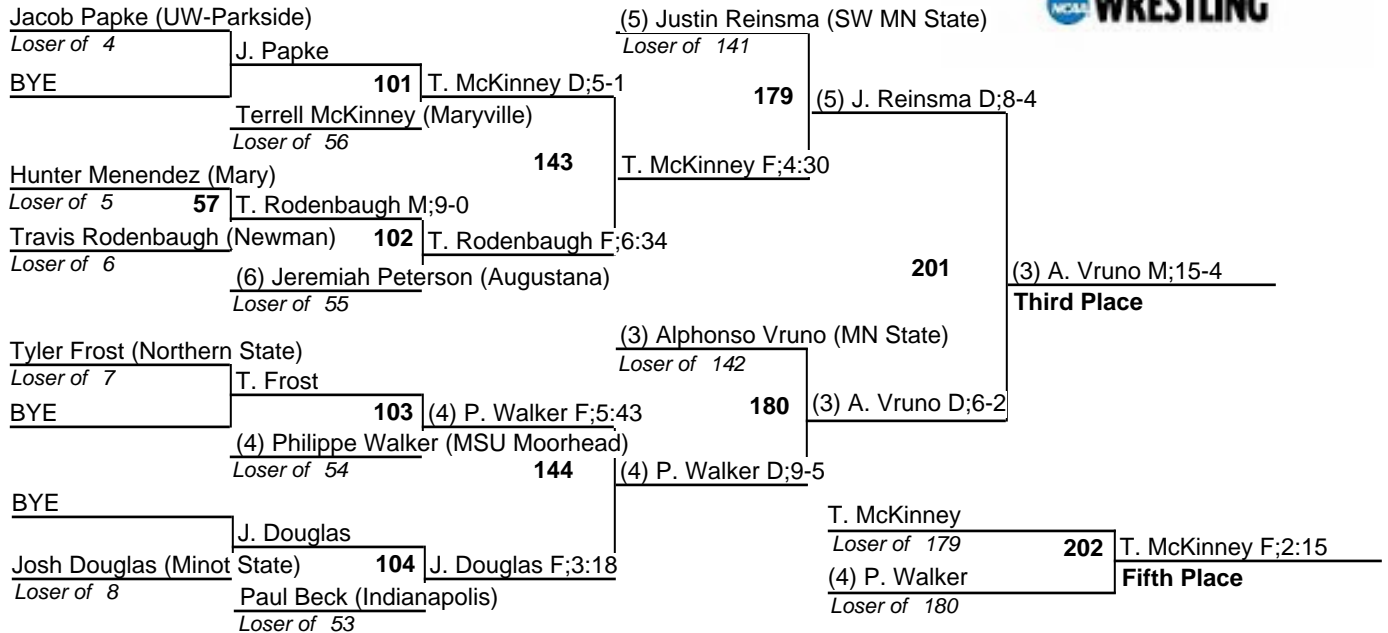 NCAA WRESTLING
Jacob Papke (UW-Parkside)
Loser of 4
J. Papke
BYE
101
T. McKinney D;5-1
Terrell McKinney (Maryville)
Loser of 56
143
Hunter Menendez (Mary)
Loser of 5
57
T. Rodenbaugh M;9-0
Travis Rodenbaugh (Newman)
Loser of 6
102
T. Rodenbaugh F;6:34
(6) Jeremiah Peterson (Augustana)
Loser of 55
(5) Justin Reinsma (SW MN State)
Loser of 141
179
(5) J. Reinsma D;8-4
T. McKinney F;4:30
201
(3) A. Vruno M;15-4
Third Place
Tyler Frost (Northern State)
Loser of 7
T. Frost
BYE
103
(4) P. Walker F;5:43
(4) Philippe Walker (MSU Moorhead)
Loser of 54
144
BYE
J. Douglas
Josh Douglas (Minot State)
Loser of 8
104
J. Douglas F;3:18
Paul Beck (Indianapolis)
Loser of 53
(3) Alphonso Vruno (MN State)
Loser of 142
180
(3) A. Vruno D;6-2
(4) P. Walker D;9-5
T. McKinney
Loser of 179
202
T. McKinney F;2:15
(4) P. Walker
Fifth Place
Loser of 180